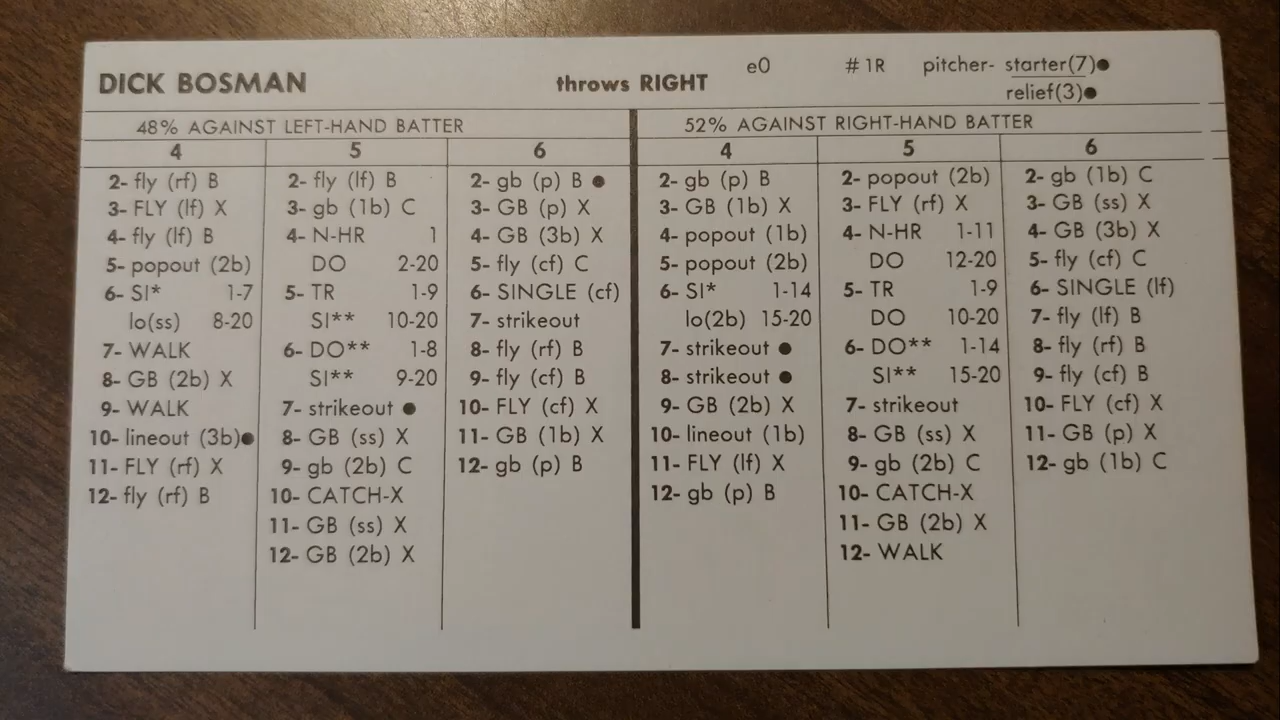 DICK BOSMAN throws RIGHT e0 #1R pitcher- starter(7)●
relief(3)●
48% AGAINST LEFT-HAND BATTER
4
2- fly (rf) B
3- FLY (lf) X
4- fly (lf) B
5- popout (2b)
6- SI* 1-7
lo(ss) 8-20
7- WALK
8- GB (2b) X
9- WALK
10- lineout (3b)●
11- FLY (rf) X
12- fly (rf) B
5
2- fly (lf) B
3- gb (1b) C
4- N-HR 1
DO 2-20
5- TR 1-9
SI** 10-20
6- DO** 1-8
SI** 9-20
7- strikeout ●
8- GB (ss) X
9- gb (2b) C
10- CATCH-X
11- GB (ss) X
12- GB (2b) X
6
2- gb (p) B ●
3- GB (p) X
4- GB (3b) X
5- fly (cf) C
6- SINGLE (cf)
7- strikeout
8- fly (rf) B
9- fly (cf) B
10- FLY (cf) X
11- GB (1b) X
12- gb (p) B
52% AGAINST RIGHT-HAND BATTER
4
2- gb (p) B
3- GB (1b) X
4- popout (1b)
5- popout (2b)
6- SI* 1-14
lo(2b) 15-20
7- strikeout ●
8- strikeout ●
9- GB (2b) X
10- lineout (1b)
11- FLY (lf) X
12- gb (p) B
5
2- popout (2b)
3- FLY (rf) X
4- N-HR 1-11
DO 12-20
5- TR 1-9
DO 10-20
6- DO** 1-14
SI** 15-20
7- strikeout
8- GB (ss) X
9- gb (2b) C
10- CATCH-X
11- GB (2b) X
12- WALK
6
2- gb (1b) C
3- GB (ss) X
4- GB (3b) X
5- fly (cf) C
6- SINGLE (lf)
7- fly (lf) B
8- fly (rf) B
9- fly (cf) B
10- FLY (cf) X
11- GB (p) X
12- gb (1b) C